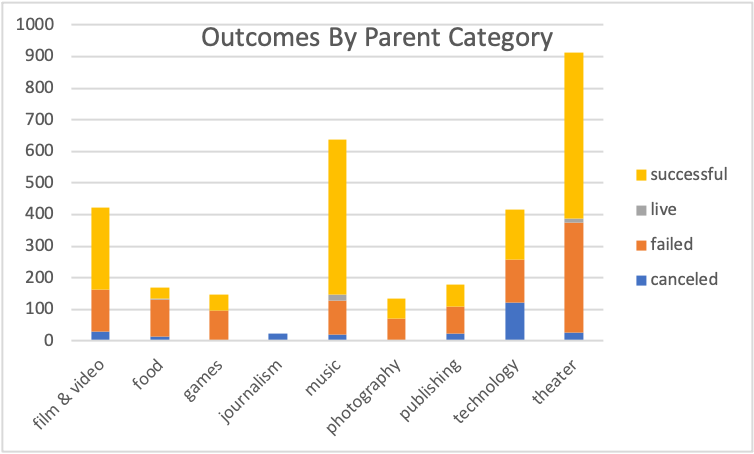 Outcomes By Parent Category
1000
900
800
700
600
500
400
300
200
100
0
film & video
food
games
journalism
music
photography
publishing
technology
theater
successful
live
failed
canceled